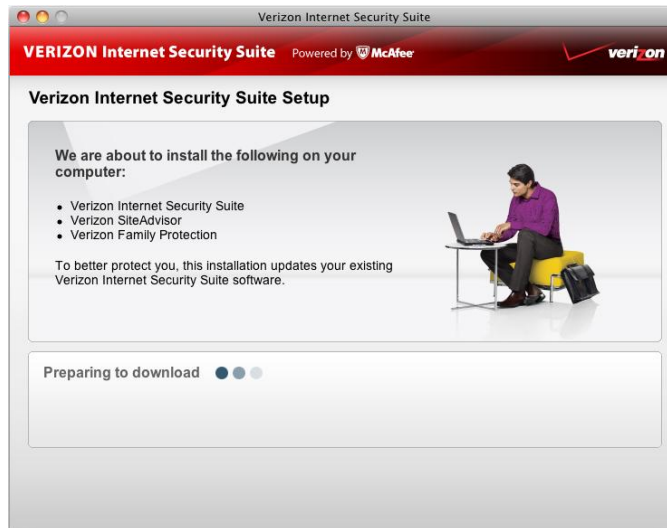 Verizon Internet Security Suite
VERIZON Internet Security Suite Powered by McAfee
verizon
Verizon Internet Security Suite Setup
We are about to install the following on your
computer:
• Verizon Internet Security Suite
• Verizon SiteAdvisor
• Verizon Family Protection
To better protect you, this installation updates your existing
Verizon Internet Security Suite software.
Preparing to download